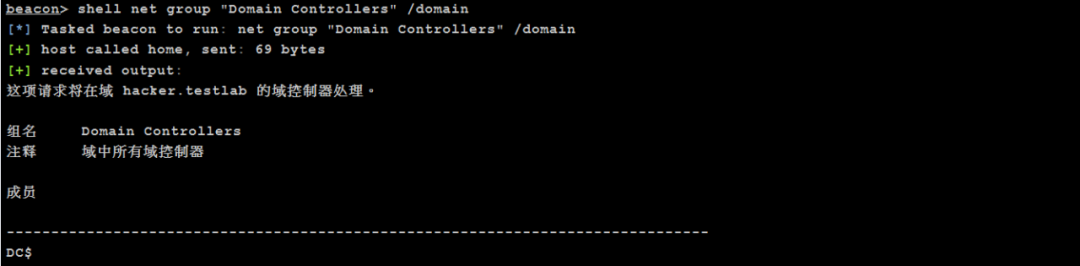 beacon> shell net group "Domain Controllers" /domain
[*] Tasked beacon to run: net group "Domain Controllers" /domain
[+] host called home, sent: 69 bytes
[+] received output:
这项请求将在域 hacker.testlab 的域控制器处理。
组名     Domain Controllers
注释     域中所有域控制器
成员
-------------------------------------------------------------------------------
DC$